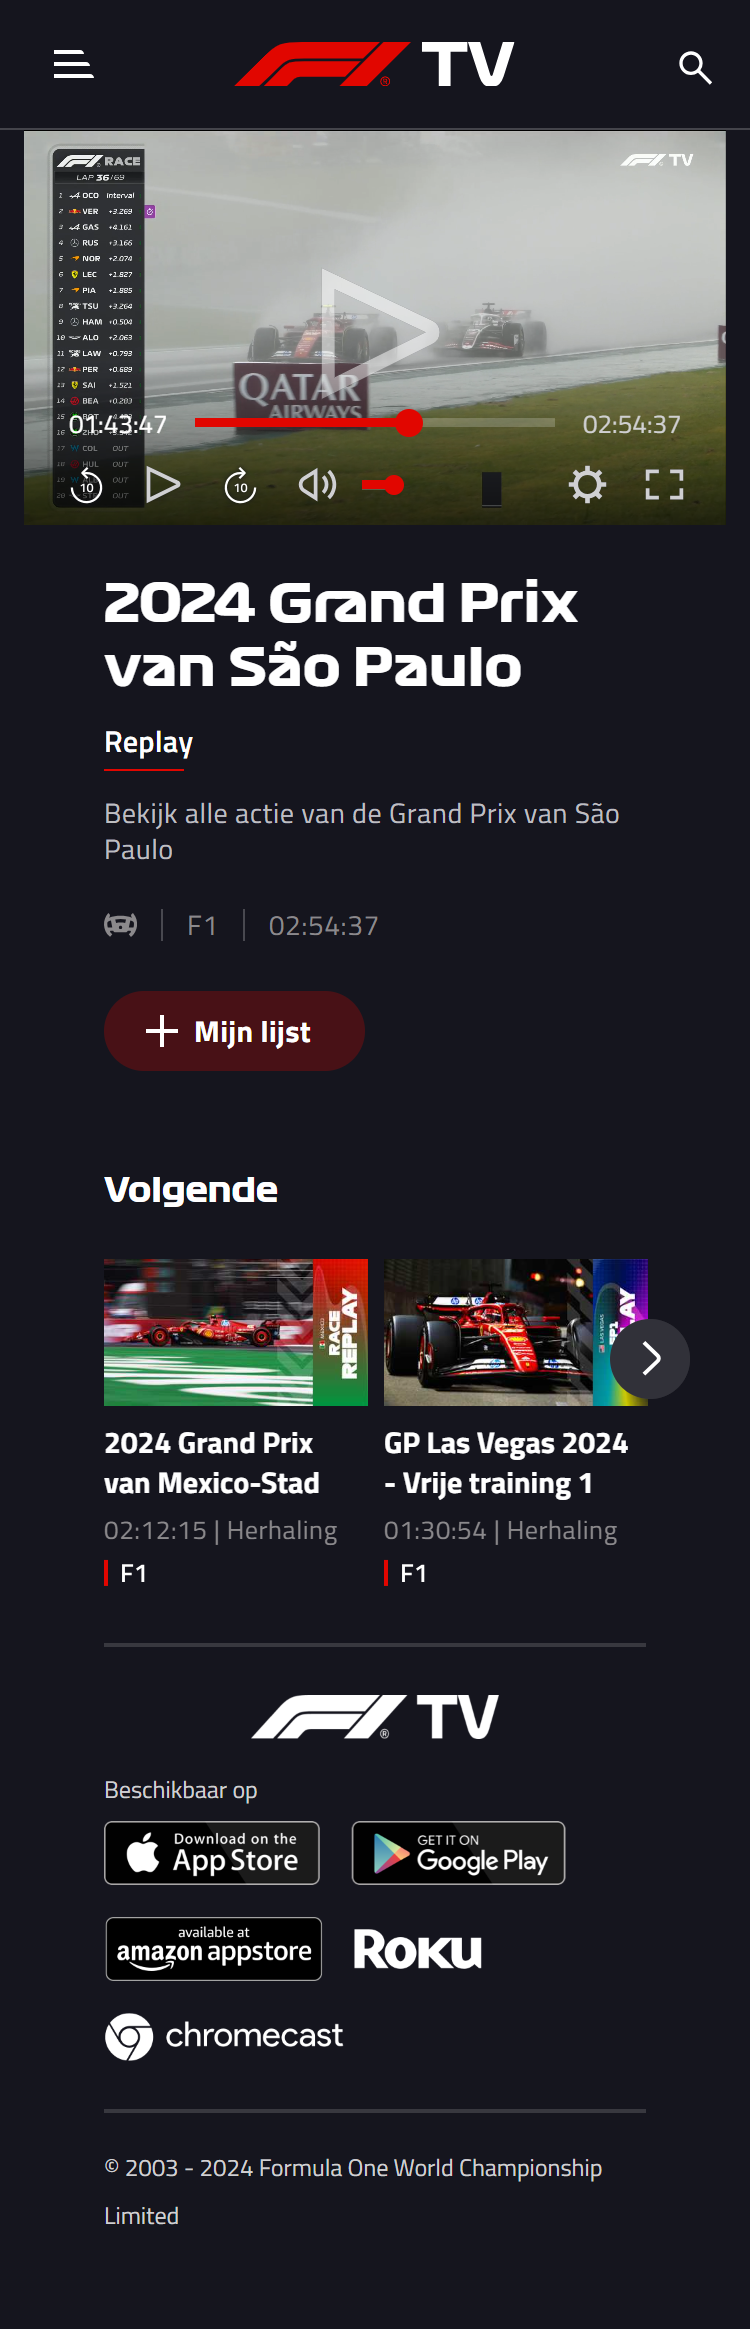 F1 TV
F1 RACE
F1 TV
LAP 36/69
1 OCO Interval
2 VER +3.269
3 GAS +4.161
4 RUS +3.166
5 NOR +2.074
6 LEC +1.827
7 PIA +1.885
8 TSU +3.264
9 HAM +0.504
10 ALO +2.063
11 LAW +0.793
12 PER +0.689
13 SAI +1.521
14 BEA +0.283
15
16 ZHO
17 COL OUT
18 HUL OUT
19 OUT
20 OUT
QATAR
AIRWAYS
01:43:47
02:54:37
10
10
2024 Grand Prix
van São Paulo
Replay
Bekijk alle actie van de Grand Prix van São
Paulo
F1
02:54:37
Mijn lijst
Volgende
RACE
REPLAY
LAS VEGAS
2024 Grand Prix
van Mexico-Stad
02:12:15 | Herhaling
F1
GP Las Vegas 2024
- Vrije training 1
01:30:54 | Herhaling
F1
F1 TV
Beschikbaar op
Download on the
App Store
GET IT ON
Google Play
available at
amazon appstore
ROKU
chromecast
© 2003 - 2024 Formula One World Championship
Limited